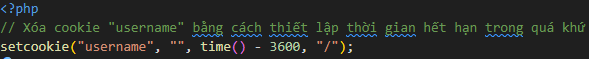 <?php
// Xóa cookie "username" bằng cách thiết lập thời gian hết hạn trong quá khứ
setcookie("username", "", time() - 3600, "/");